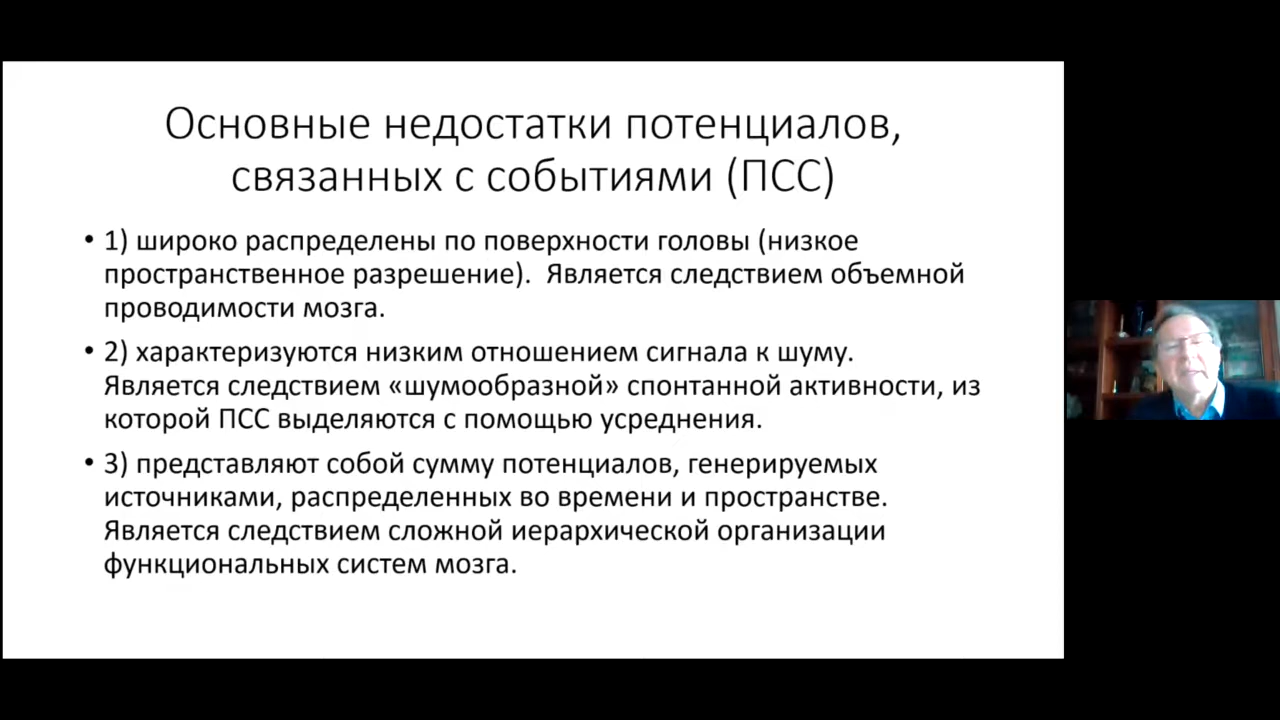 Основные недостатки потенциалов,
связанных с событиями (ПСС)
• 1) широко распределены по поверхности головы (низкое
пространственное разрешение).  Является следствием объемной
проводимости мозга.
• 2) характеризуются низким отношением сигнала к шуму.
Является следствием «шумообразной» спонтанной активности, из
которой ПСС выделяются с помощью усреднения.
• 3) представляют собой сумму потенциалов, генерируемых
источниками, распределенных во времени и пространстве.
Является следствием сложной иерархической организации
функциональных систем мозга.